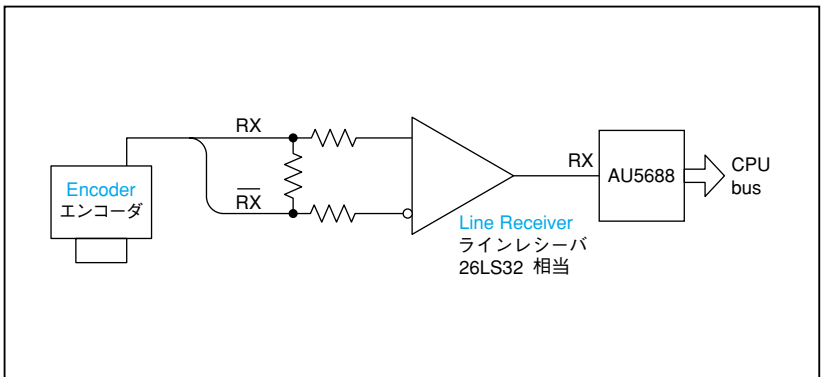 RX
R̅X̅
Encoder
エンコーダ
Line Receiver
ラインレシーバ
26LS32 相当
RX
AU5688
CPU
bus